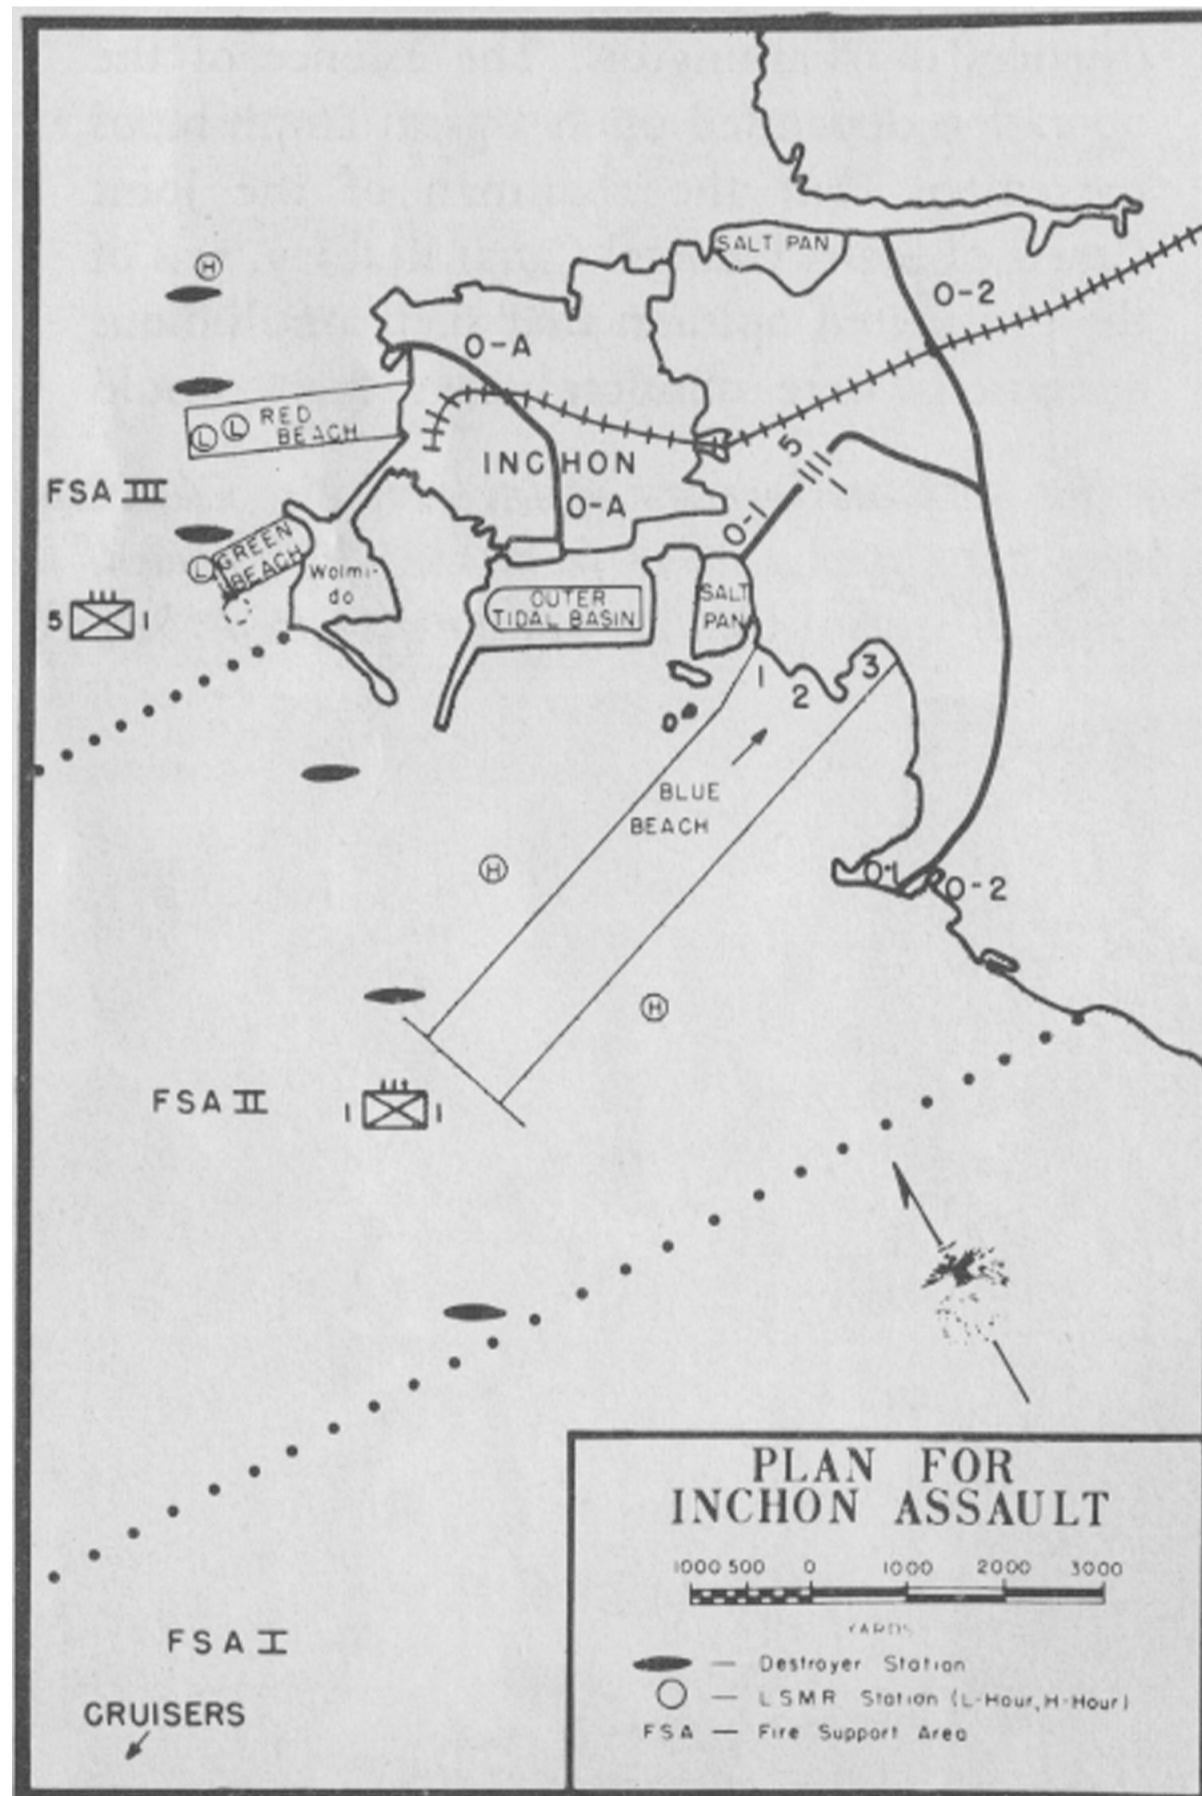 SALT PAN
H
O-2
O-A
RED
BEACH
L
L
INCHON
5
FSA III
O-A
O-1
L
GREEN
BEACH
Wolmi-
do
5
1
OUTER
TIDAL BASIN
SALT
PAN
1
2
3
BLUE
BEACH
H
O-1
O-2
H
FSA II
1
1
PLAN FOR
INCHON ASSAULT
1000 500 0 1000 2000 3000
YARDS
— Destroyer Station
— LSMR Station (L-Hour, H-Hour)
FSA — Fire Support Area
FSA I
CRUISERS